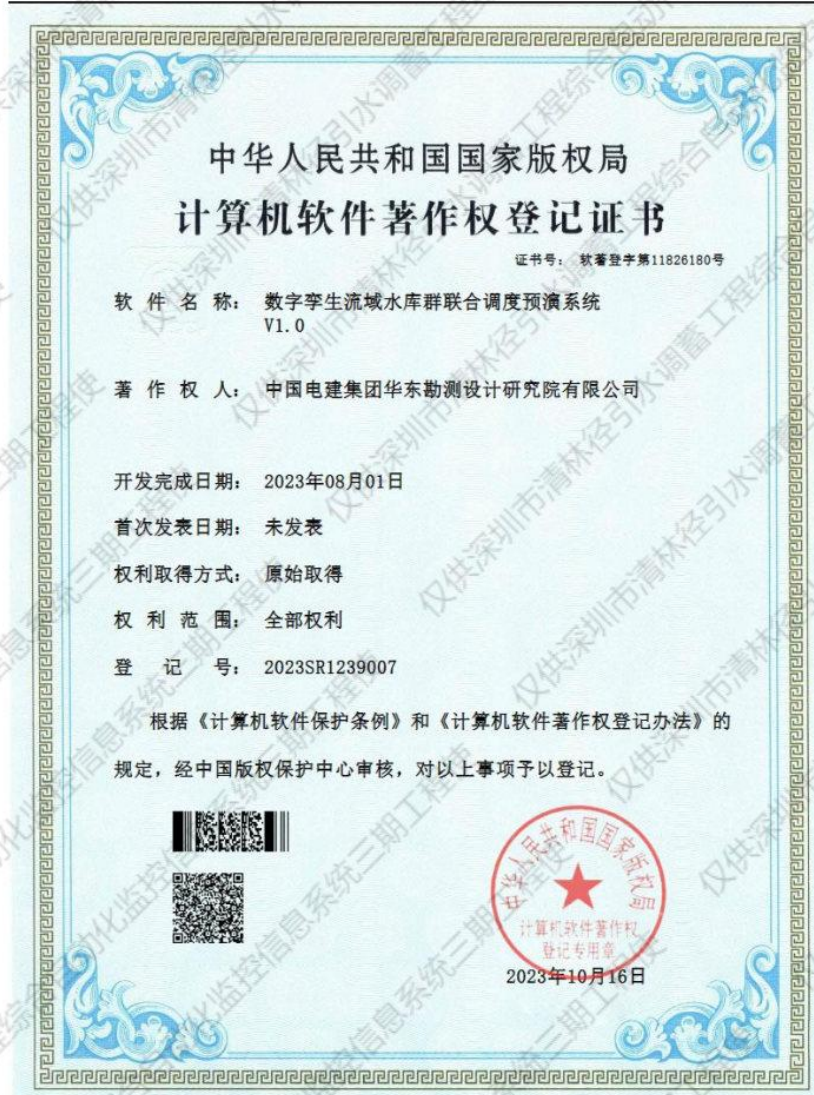 中华人民共和国国家版权局
计算机软件著作权登记证书
证书号： 软著登字第11826180号
软件名称： 数字孪生流域水库群联合调度预演系统
V1.0
著作权人： 中国电建集团华东勘测设计研究院有限公司
开发完成日期： 2023年08月01日
首次发表日期： 未发表
权利取得方式： 原始取得
权利范围： 全部权利
登记号： 2023SR1239007
根据《计算机软件保护条例》和《计算机软件著作权登记办法》的
规定，经中国版权保护中心审核，对以上事项予以登记。
中华人民共和国国家版权局
计算机软件著作权
登记专用章
2023年10月16日
仅供深圳市清林径引水调蓄工程综合自动化监控信息系统三期工程使